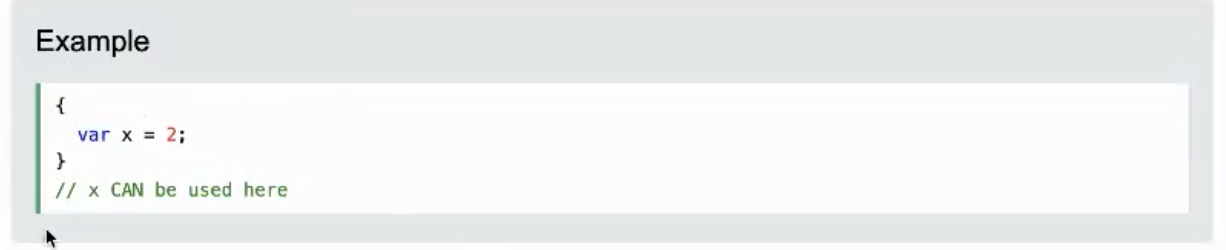 Example
{
  var x = 2;
}
// x CAN be used here